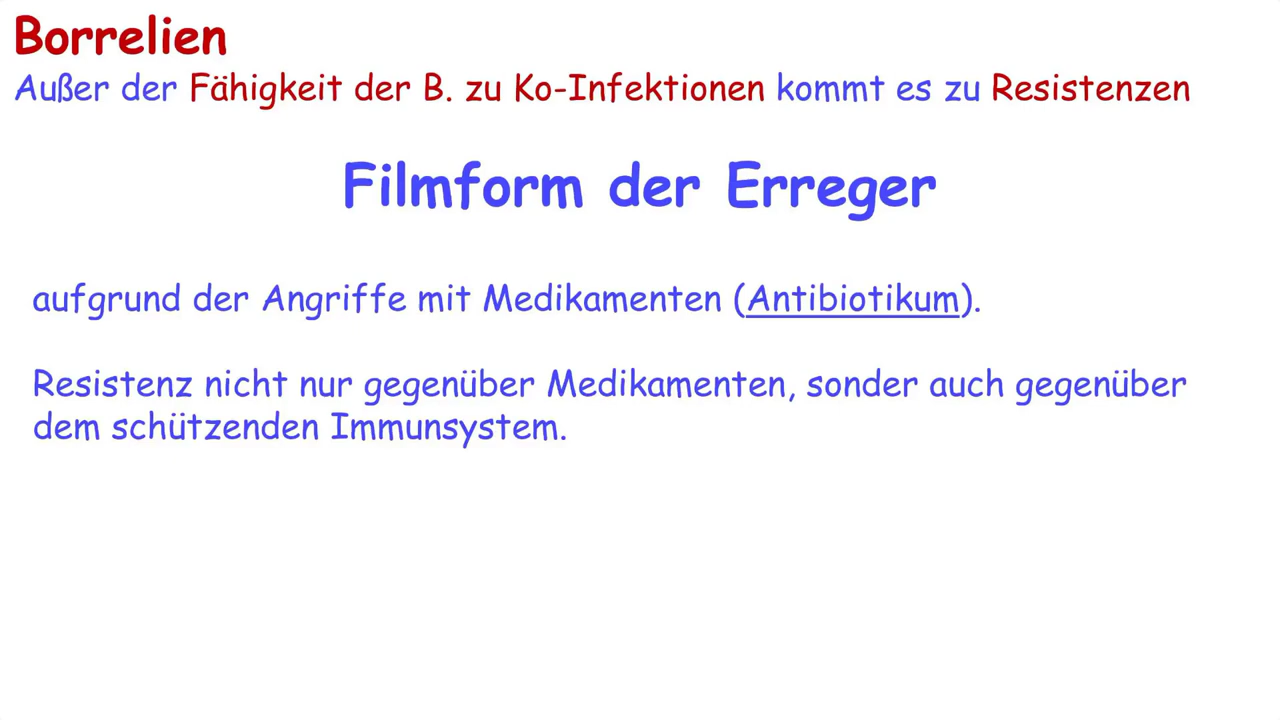 Borrelien
Außer der Fähigkeit der B. zu Ko-Infektionen kommt es zu Resistenzen
Filmform der Erreger
aufgrund der Angriffe mit Medikamenten (Antibiotikum).
Resistenz nicht nur gegenüber Medikamenten, sonder auch gegenüber
dem schützenden Immunsystem.